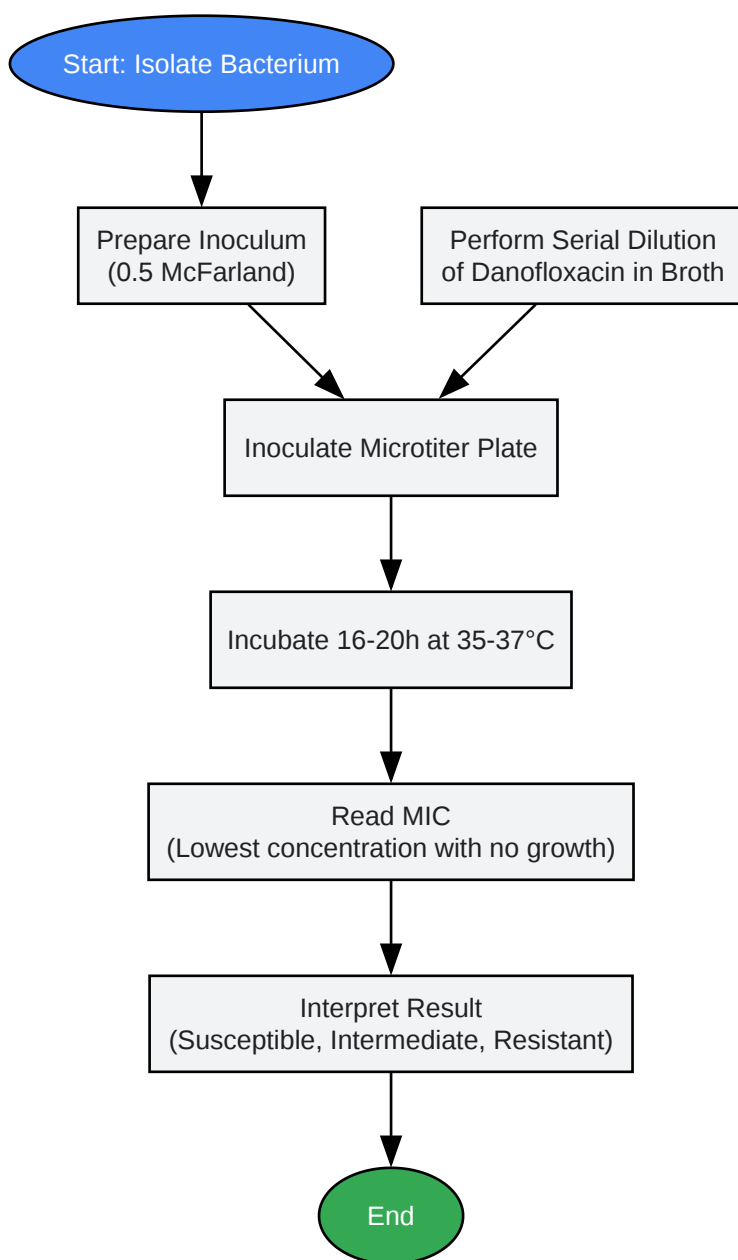 Start: Isolate Bacterium
Prepare Inoculum
(0.5 McFarland)
Perform Serial Dilution
of Danofloxacin in Broth
Inoculate Microtiter Plate
Incubate 16-20h at 35-37°C
Read MIC
(Lowest concentration with no growth)
Interpret Result
(Susceptible, Intermediate, Resistant)
End